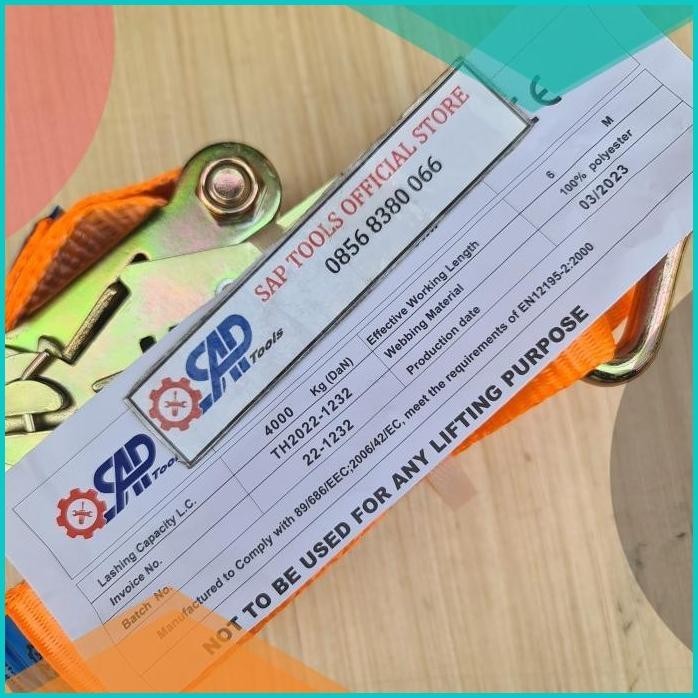 SAP TOOLS OFFICIAL STORE
0856 8380 066
SAP
Tools
SAP
Lashing Capacity L.C. 4000 Kg (DaN) Effective Working Length 6 M
Invoice No. TH2022-1232 Webbing Material 100% polyester
Batch No. 22-1232 Production date 03/2023
Manufactured to Comply with 89/686/EEC;2006/42/EC, meet the requirements of EN12195-2:2000
NOT TO BE USED FOR ANY LIFTING PURPOSE